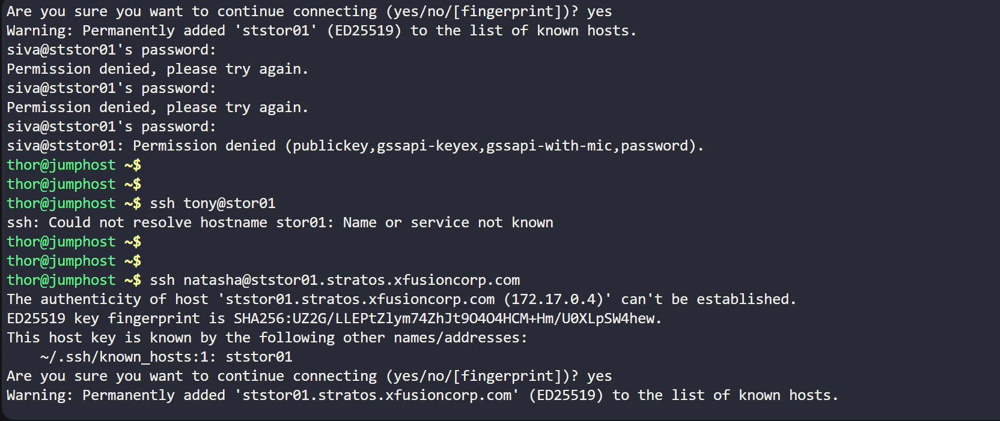 Are you sure you want to continue connecting (yes/no/[fingerprint])? yes
Warning: Permanently added 'ststor01' (ED25519) to the list of known hosts.
siva@ststor01's password:
Permission denied, please try again.
siva@ststor01's password:
Permission denied, please try again.
siva@ststor01's password:
siva@ststor01: Permission denied (publickey,gssapi-keyex,gssapi-with-mic,password).
thor@jumphost ~$
thor@jumphost ~$
thor@jumphost ~$ ssh tony@stor01
ssh: Could not resolve hostname stor01: Name or service not known
thor@jumphost ~$
thor@jumphost ~$
thor@jumphost ~$ ssh natasha@ststor01.stratos.xfusioncorp.com
The authenticity of host 'ststor01.stratos.xfusioncorp.com (172.17.0.4)' can't be established.
ED25519 key fingerprint is SHA256:UZ2G/LLEPtZlym74ZhJt9O4O4HCM+Hm/U0XLpSW4hew.
This host key is known by the following other names/addresses:
    ~/.ssh/known_hosts:1: ststor01
Are you sure you want to continue connecting (yes/no/[fingerprint])? yes
Warning: Permanently added 'ststor01.stratos.xfusioncorp.com' (ED25519) to the list of known hosts.